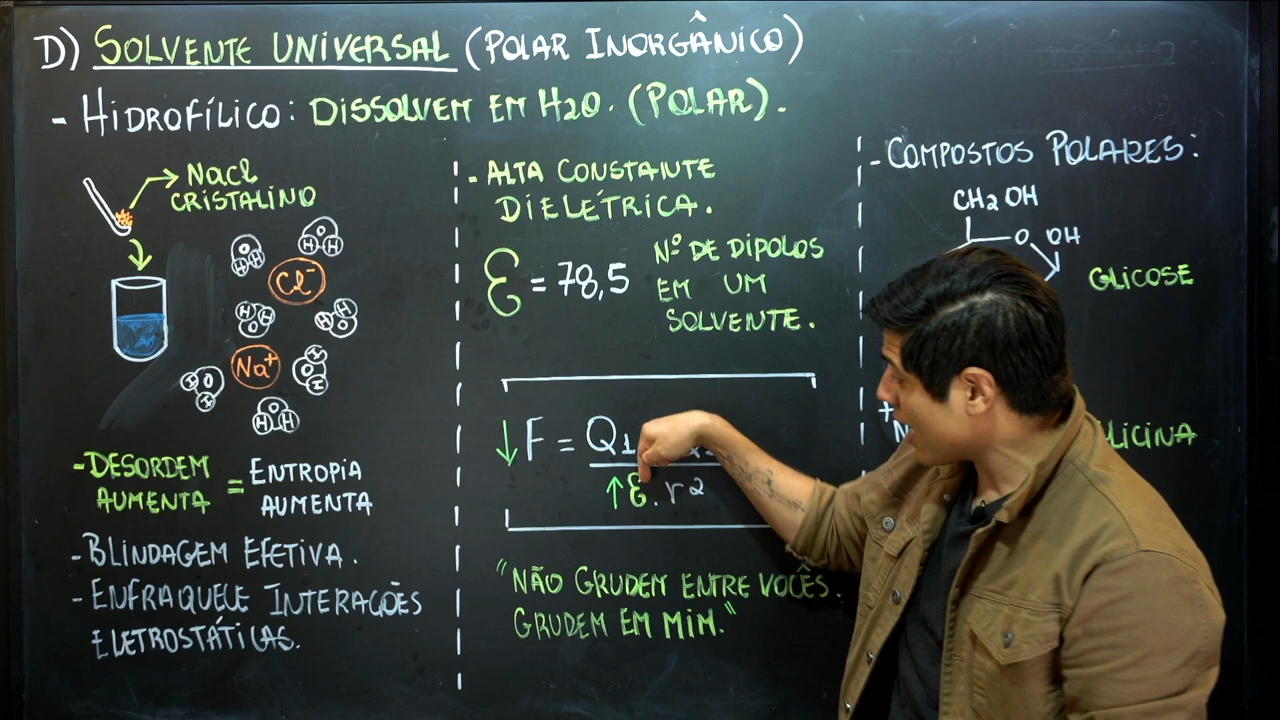 D) SOLVENTE UNIVERSAL (POLAR INORGÂNICO)
- HIDROFÍLICO: DISSOLVEM EM H2O. (POLAR).
NaCl
CRISTALINO
O
H H
O
H H
Cl-
H H
O
H H
O
Na+
O
H
H
H
O
H
O
H H
- DESORDEM AUMENTA = ENTROPIA AUMENTA
- BLINDAGEM EFETIVA.
- ENFRAQUECE INTERAÇÕES
ELETROSTÁTICAS.
- ALTA CONSTANTE
DIELÉTRICA.
Ɛ = 78,5
Nº DE DIPOLOS
EM UM
SOLVENTE.
↓ F = Q1
↑ Ɛ. r2
"NÃO GRUDEM ENTRE VOCÊS.
GRUDEM EM MIM."
- COMPOSTOS POLARES:
CH2OH
O OH
GLICOSE
+
N
LICINA